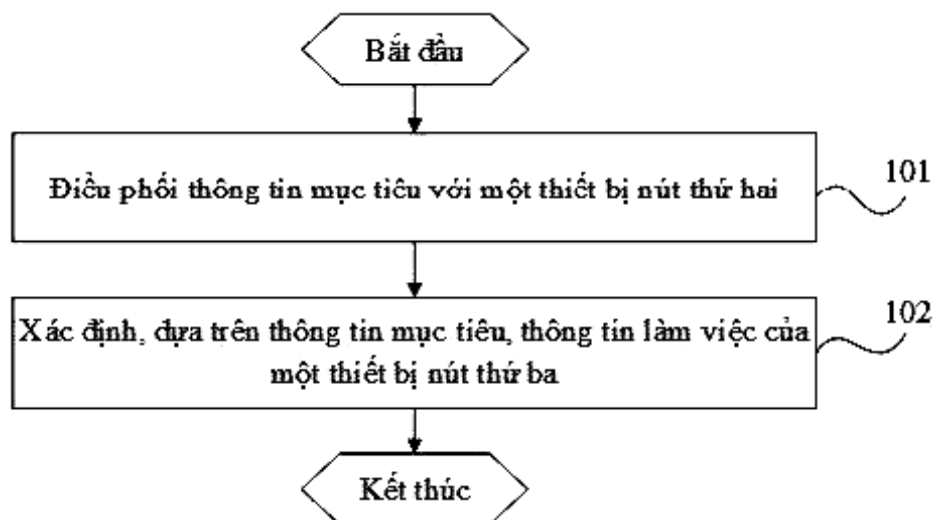 Bắt đầu
Điều phối thông tin mục tiêu với một thiết bị nút thứ hai
101
Xác định, dựa trên thông tin mục tiêu, thông tin làm việc của
một thiết bị nút thứ ba
102
Kết thúc